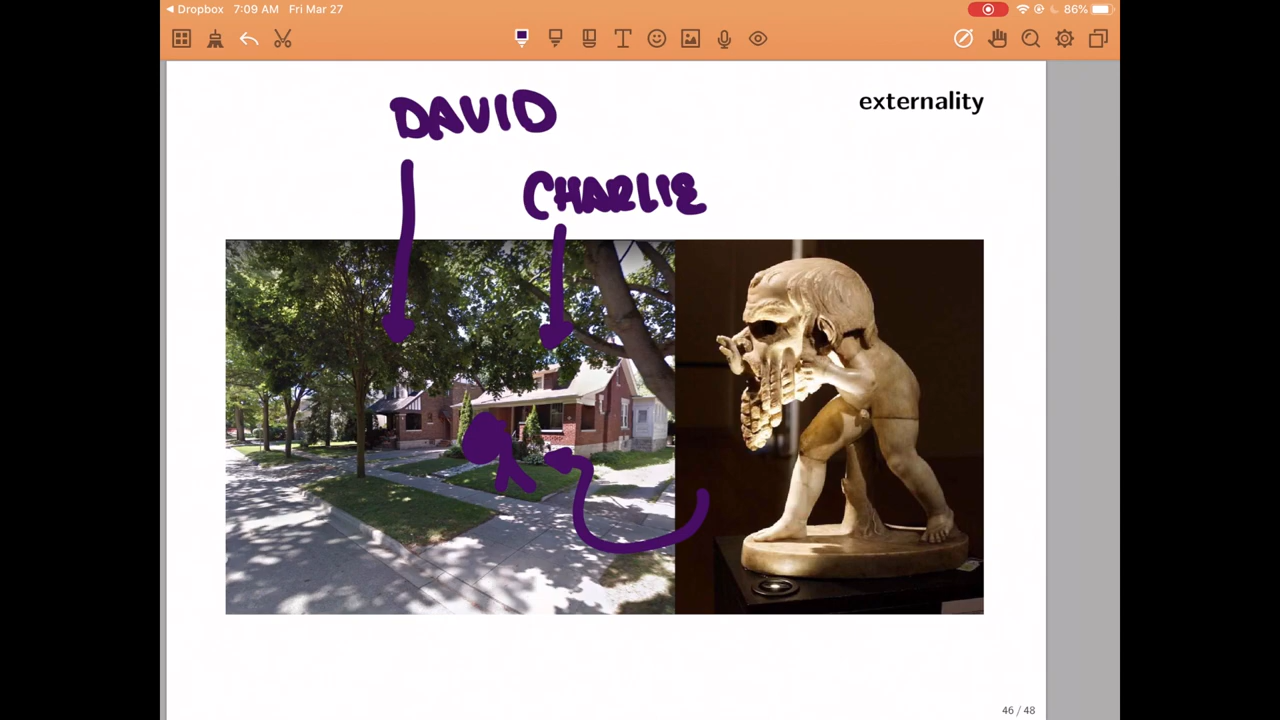 Dropbox 7:09 AM Fri Mar 27 86%
externality
DAVID
CHARLIE
46 / 48